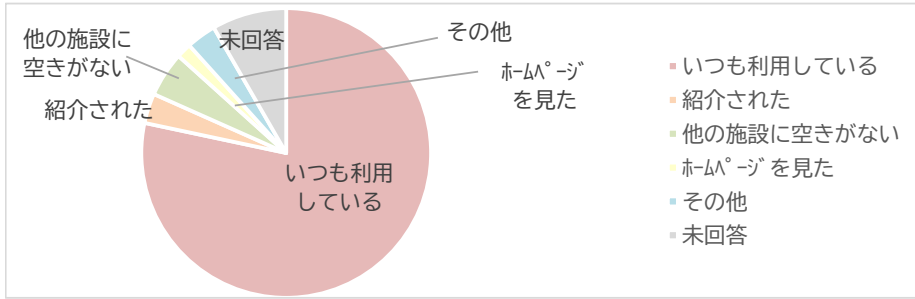 他の施設に
空きがない
紹介された
未回答
その他
ﾎｰﾑﾍﾟｰｼﾞ
を見た
いつも利用
している
いつも利用している
紹介された
他の施設に空きがない
ﾎｰﾑﾍﾟｰｼﾞを見た
その他
未回答